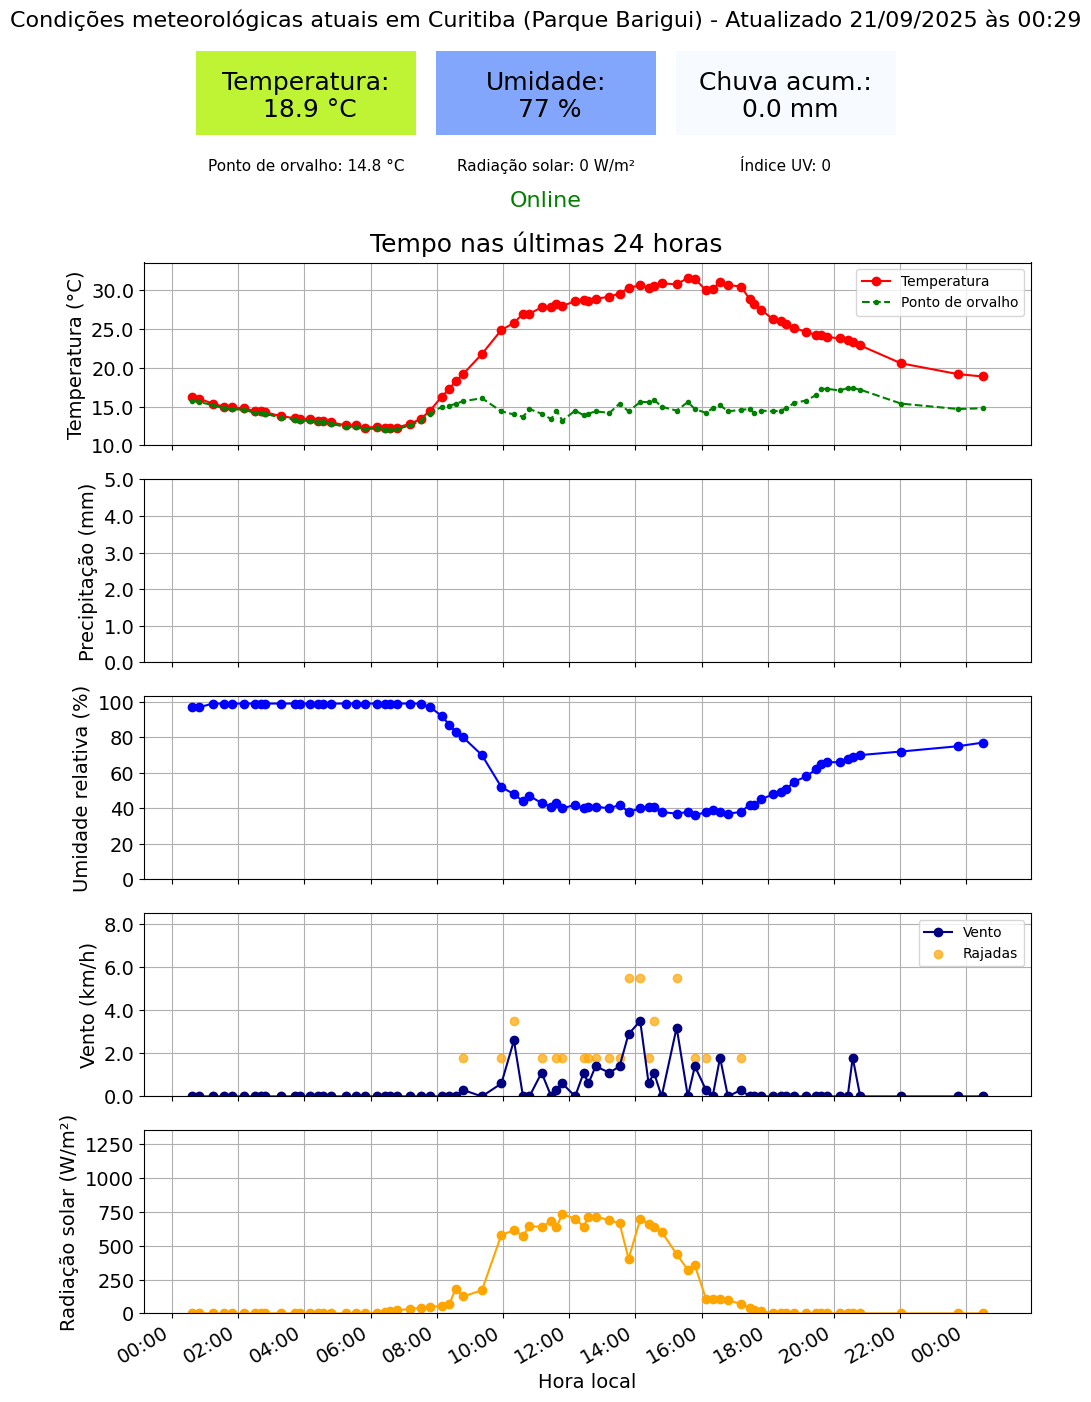 Condições meteorológicas atuais em Curitiba (Parque Barigui) - Atualizado 21/09/2025 às 00:29
Temperatura:
18.9 °C
Umidade:
77 %
Chuva acum.:
0.0 mm
Ponto de orvalho: 14.8 °C
Radiação solar: 0 W/m²
Índice UV: 0
Online
Tempo nas últimas 24 horas
Temperatura (°C)
30.0
25.0
20.0
15.0
10.0
Temperatura
Ponto de orvalho
Precipitação (mm)
5.0
4.0
3.0
2.0
1.0
0.0
Umidade relativa (%)
100
80
60
40
20
0
Vento (km/h)
8.0
6.0
4.0
2.0
0.0
Vento
Rajadas
Radiação solar (W/m²)
1250
1000
750
500
250
0
00:00 02:00 04:00 06:00 08:00 10:00 12:00 14:00 16:00 18:00 20:00 22:00 00:00
Hora local